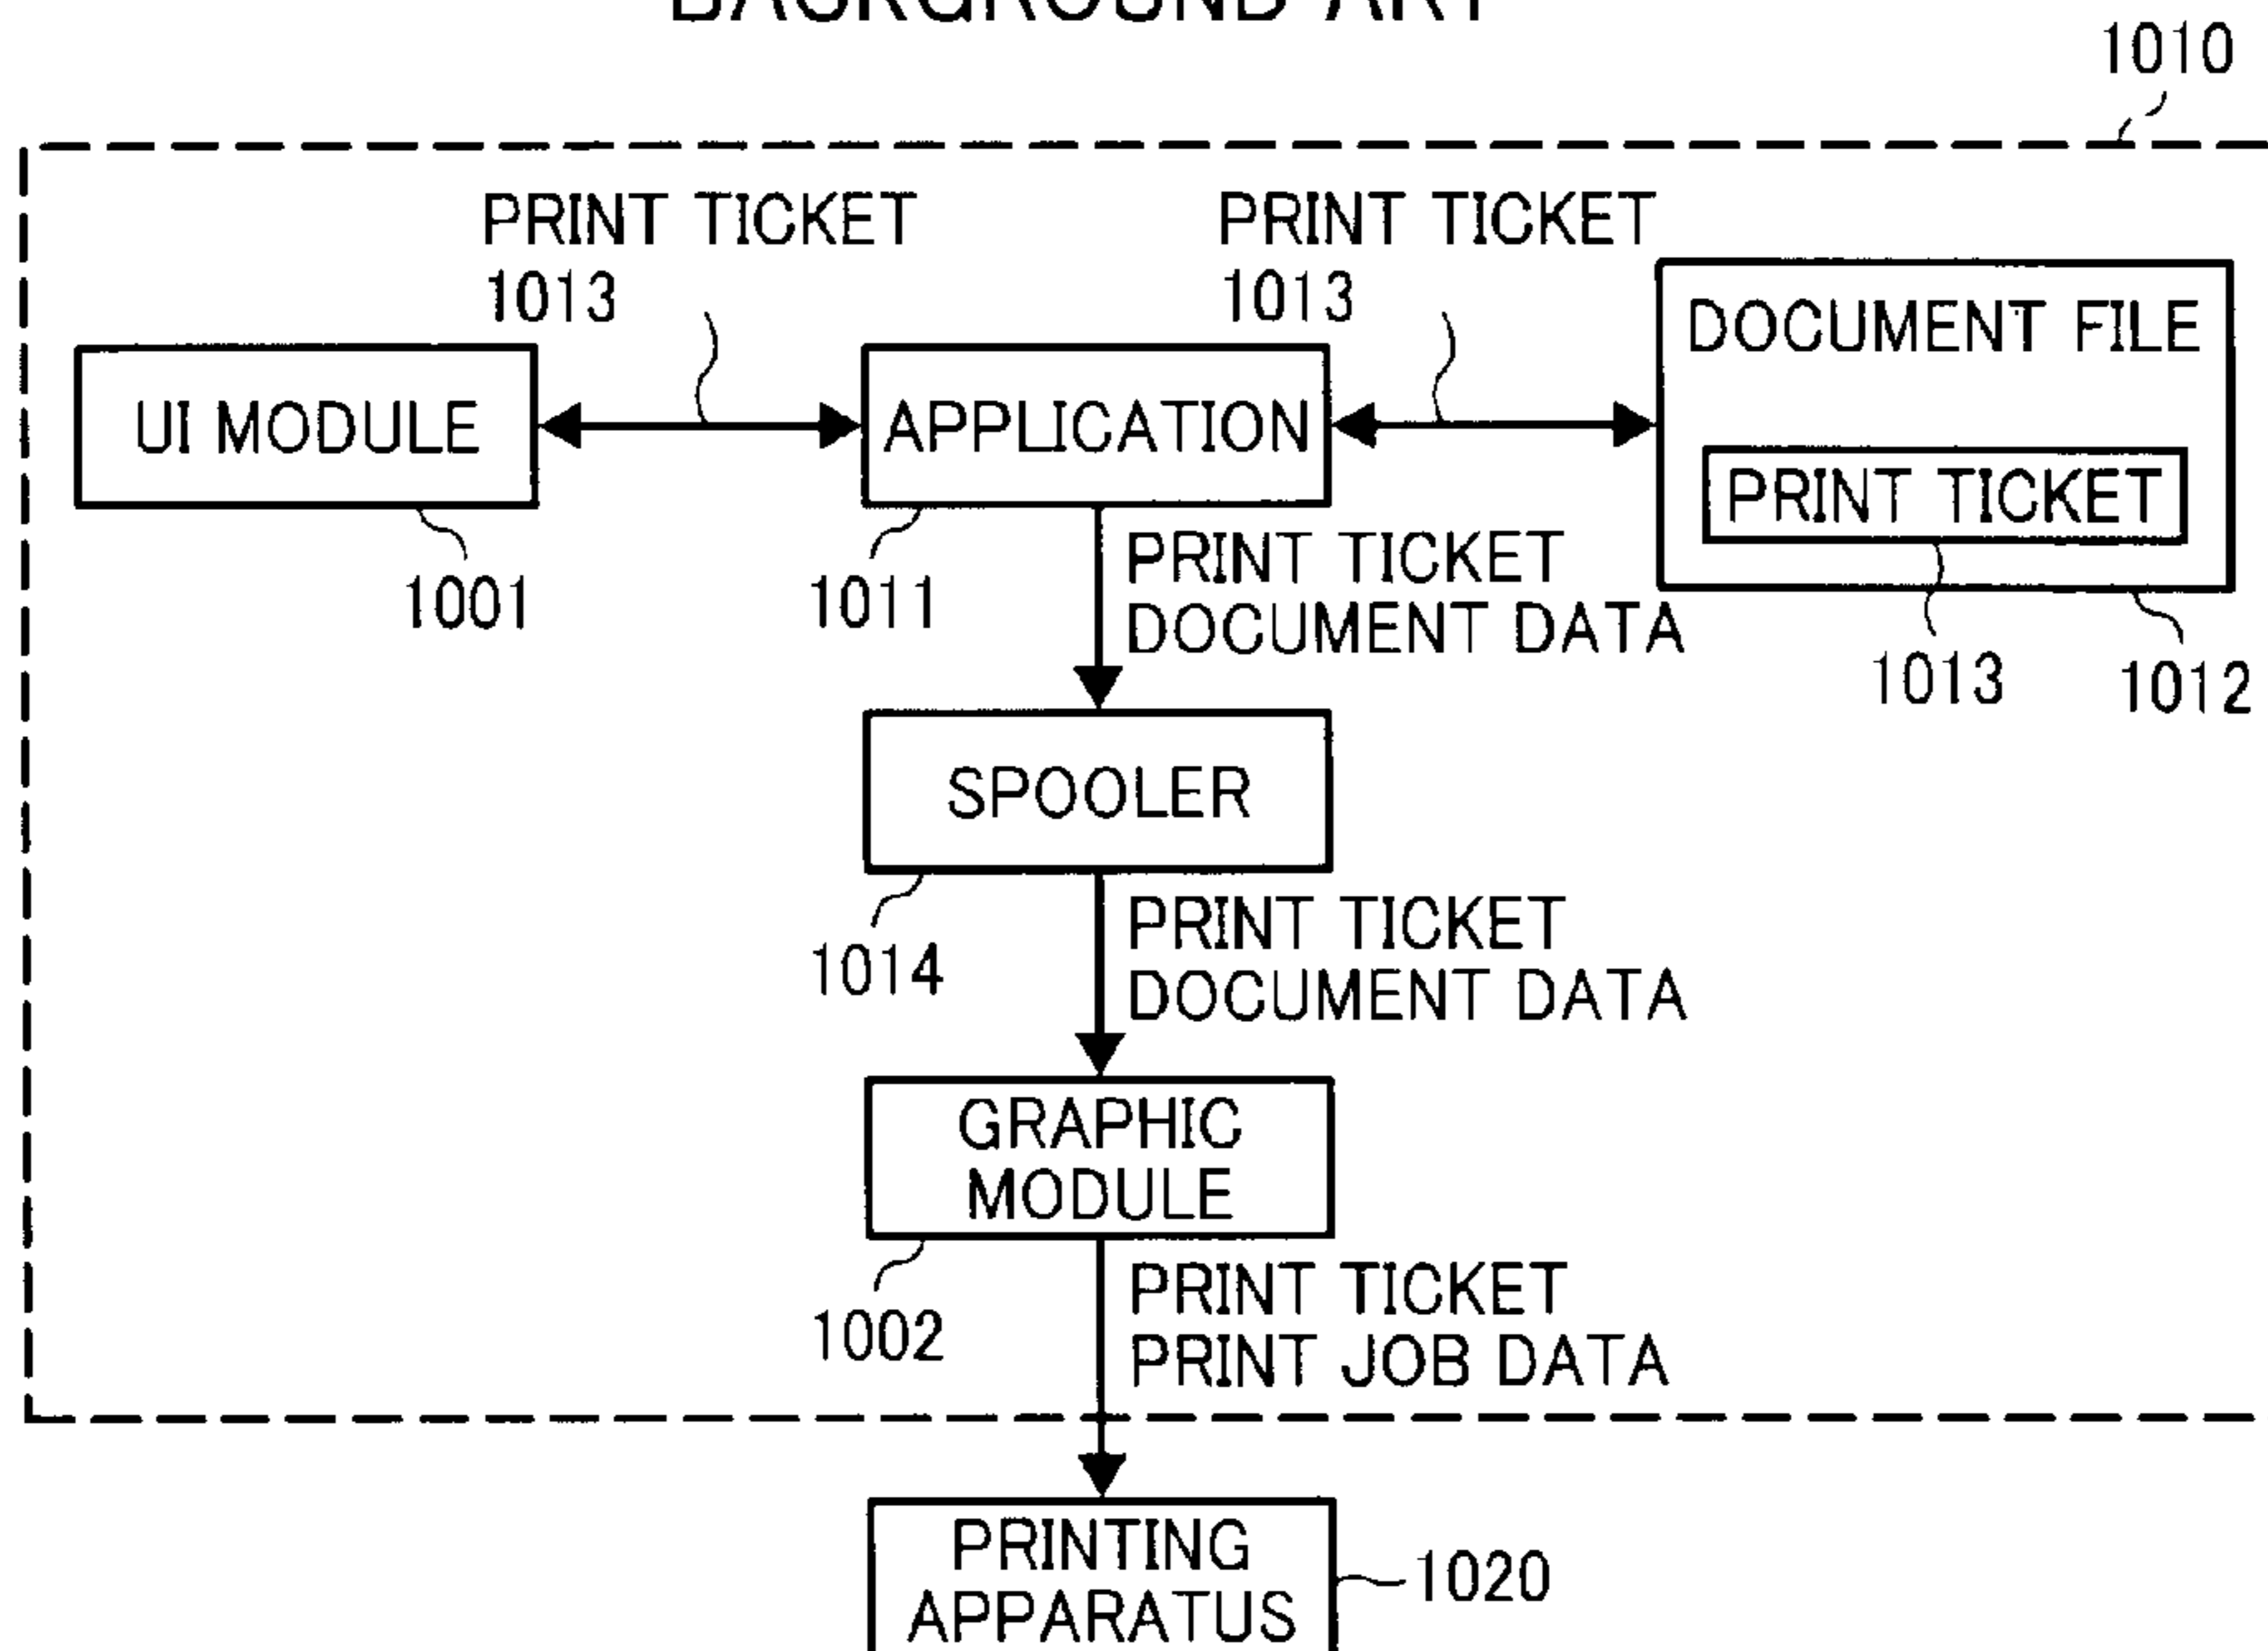 BACKGROUND ART
1010
PRINT TICKET
1013
PRINT TICKET
1013
DOCUMENT FILE
UI MODULE
APPLICATION
PRINT TICKET
1001
1011
PRINT TICKET
DOCUMENT DATA
1013
1012
SPOOLER
1014
PRINT TICKET
DOCUMENT DATA
GRAPHIC
MODULE
1002
PRINT TICKET
PRINT JOB DATA
PRINTING
APPARATUS
1020